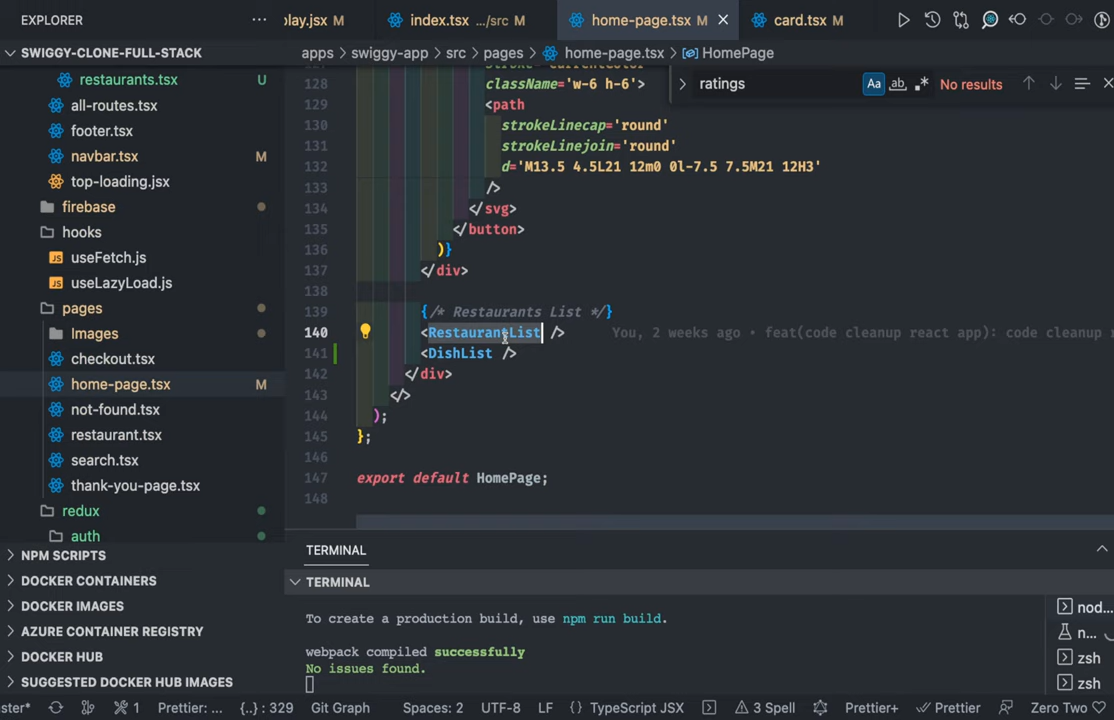 EXPLORER
SWIGGY-CLONE-FULL-STACK
restaurants.tsx U
all-routes.tsx
footer.tsx
navbar.tsx M
top-loading.jsx
firebase
hooks
useFetch.js
useLazyLoad.js
pages
Images
checkout.tsx
home-page.tsx M
not-found.tsx
restaurant.tsx
search.tsx
thank-you-page.tsx
redux
auth
NPM SCRIPTS
DOCKER CONTAINERS
DOCKER IMAGES
AZURE CONTAINER REGISTRY
DOCKER HUB
SUGGESTED DOCKER HUB IMAGES
play.jsx M index.tsx .../src M home-page.tsx M card.tsx M
apps > swiggy-app > src > pages > home-page.tsx > HomePage
ratings Aa ab No results
128 className='w-6 h-6'>
129 <path
130 strokeLinecap='round'
131 strokeLinejoin='round'
132 d='M13.5 4.5L21 12m0 0l-7.5 7.5M21 12H3'
133 />
134 </svg>
135 </button>
136 )}
137 </div>
138
139 {/* Restaurants List */}
140 <RestaurantList /> You, 2 weeks ago • feat(code cleanup react app): code cleanup r
141 <DishList />
142 </div>
143 </>
144 );
145 };
146
147 export default HomePage;
148
TERMINAL
TERMINAL
To create a production build, use npm run build.
webpack compiled successfully
No issues found.
nod...
n...
zsh
zsh
ster* 1 Prettier: ... {..} : 329 Git Graph Spaces: 2 UTF-8 LF {} TypeScript JSX 3 Spell Prettier+ Prettier Zero Two